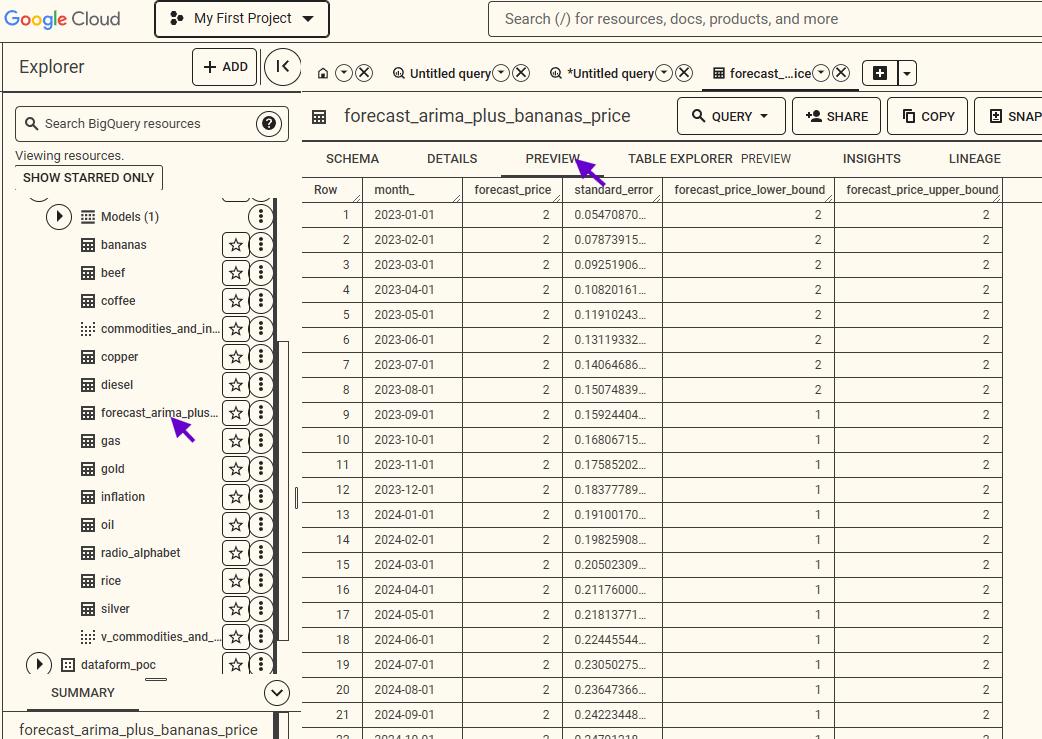 Google Cloud My First Project Search (/) for resources, docs, products, and more
Explorer + ADD
Untitled query *Untitled query forecast_...ice
Search BigQuery resources
Viewing resources.
SHOW STARRED ONLY
Models (1)
bananas
beef
coffee
commodities_and_in...
copper
diesel
forecast_arima_plus...
gas
gold
inflation
oil
radio_alphabet
rice
silver
v_commodities_and_...
dataform_poc
SUMMARY
forecast_arima_plus_bananas_price
forecast_arima_plus_bananas_price QUERY SHARE COPY SNAP
SCHEMA DETAILS PREVIEW TABLE EXPLORER PREVIEW INSIGHTS LINEAGE
Row month_ forecast_price standard_error forecast_price_lower_bound forecast_price_upper_bound
1 2023-01-01 2 0.05470870... 2 2
2 2023-02-01 2 0.07873915... 2 2
3 2023-03-01 2 0.09251906... 2 2
4 2023-04-01 2 0.10820161... 2 2
5 2023-05-01 2 0.11910243... 2 2
6 2023-06-01 2 0.13119332... 2 2
7 2023-07-01 2 0.14064686... 2 2
8 2023-08-01 2 0.15074839... 2 2
9 2023-09-01 2 0.15924404... 1 2
10 2023-10-01 2 0.16806715... 1 2
11 2023-11-01 2 0.17585202... 1 2
12 2023-12-01 2 0.18377789... 1 2
13 2024-01-01 2 0.19100170... 1 2
14 2024-02-01 2 0.19825908... 1 2
15 2024-03-01 2 0.20502309... 1 2
16 2024-04-01 2 0.21176000... 1 2
17 2024-05-01 2 0.21813771... 1 2
18 2024-06-01 2 0.22445544... 1 2
19 2024-07-01 2 0.23050275... 1 2
20 2024-08-01 2 0.23647366... 1 2
21 2024-09-01 2 0.24223448... 1 2